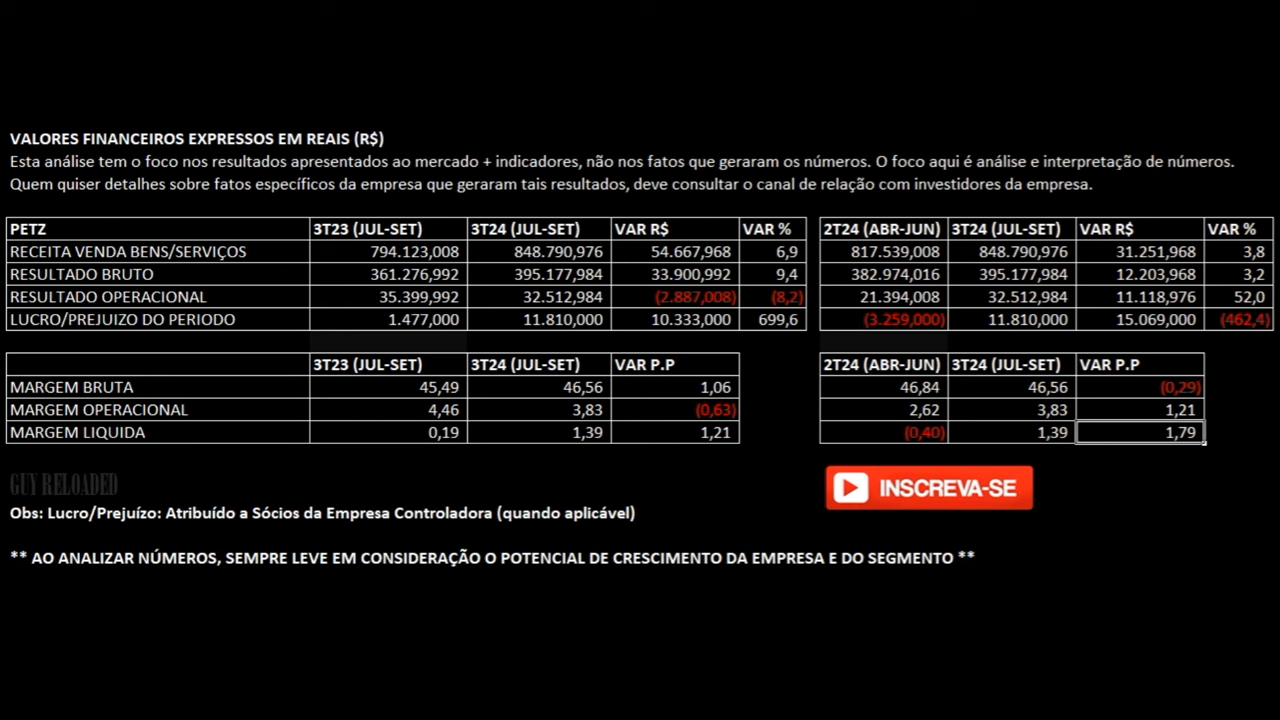 VALORES FINANCEIROS EXPRESSOS EM REAIS (R$)
Esta análise tem o foco nos resultados apresentados ao mercado + indicadores, não nos fatos que geraram os números. O foco aqui é análise e interpretação de números.
Quem quiser detalhes sobre fatos específicos da empresa que geraram tais resultados, deve consultar o canal de relação com investidores da empresa.
PETZ 3T23 (JUL-SET) 3T24 (JUL-SET) VAR R$ VAR % 2T24 (ABR-JUN) 3T24 (JUL-SET) VAR R$ VAR %
RECEITA VENDA BENS/SERVIÇOS 794.123,008 848.790,976 54.667,968 6,9 817.539,008 848.790,976 31.251,968 3,8
RESULTADO BRUTO 361.276,992 395.177,984 33.900,992 9,4 382.974,016 395.177,984 12.203,968 3,2
RESULTADO OPERACIONAL 35.399,992 32.512,984 (2.887,008) (8,2) 21.394,008 32.512,984 11.118,976 52,0
LUCRO/PREJUIZO DO PERIODO 1.477,000 11.810,000 10.333,000 699,6 (3.259,000) 11.810,000 15.069,000 (462,4)
3T23 (JUL-SET) 3T24 (JUL-SET) VAR P.P 2T24 (ABR-JUN) 3T24 (JUL-SET) VAR P.P
MARGEM BRUTA 45,49 46,56 1,06 46,84 46,56 (0,29)
MARGEM OPERACIONAL 4,46 3,83 (0,63) 2,62 3,83 1,21
MARGEM LIQUIDA 0,19 1,39 1,21 (0,40) 1,39 1,79
GUY RELOADED
INSCREVA-SE
Obs: Lucro/Prejuízo: Atribuído a Sócios da Empresa Controladora (quando aplicável)
** AO ANALIZAR NÚMEROS, SEMPRE LEVE EM CONSIDERAÇÃO O POTENCIAL DE CRESCIMENTO DA EMPRESA E DO SEGMENTO **